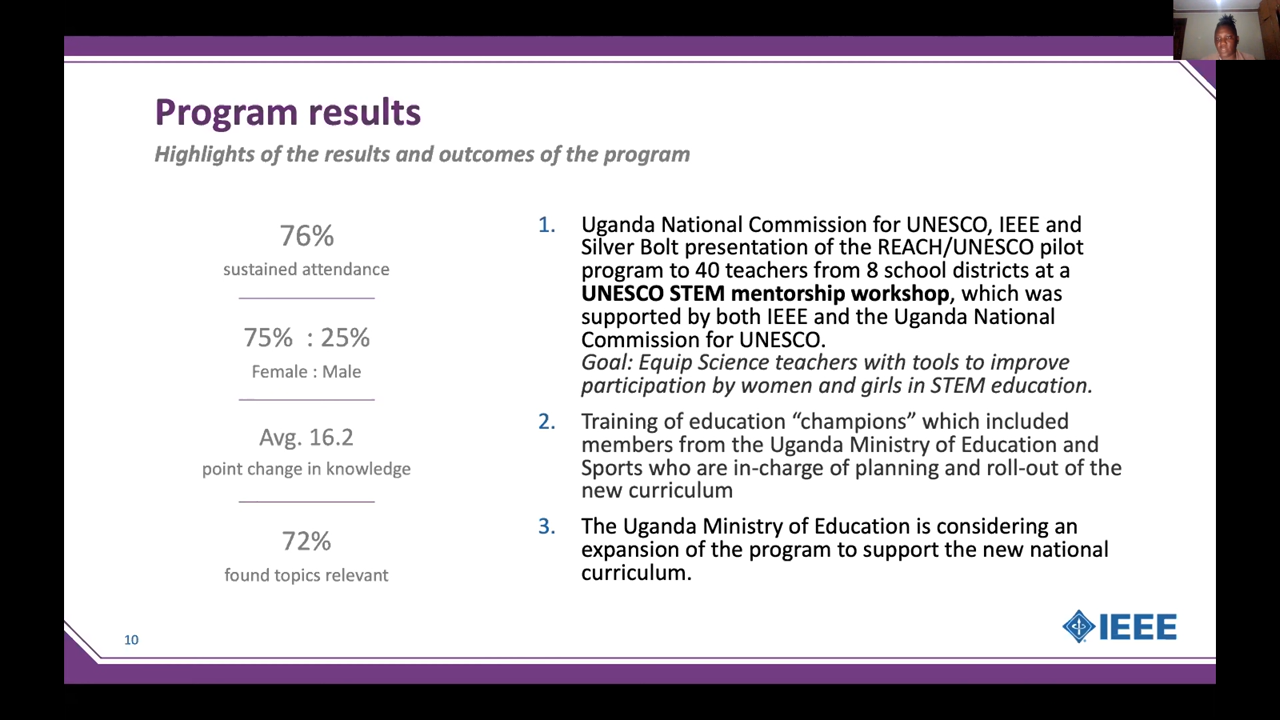 Program results
Highlights of the results and outcomes of the program
76%
sustained attendance
75% : 25%
Female : Male
Avg. 16.2
point change in knowledge
72%
found topics relevant
1. Uganda National Commission for UNESCO, IEEE and
Silver Bolt presentation of the REACH/UNESCO pilot
program to 40 teachers from 8 school districts at a
UNESCO STEM mentorship workshop, which was
supported by both IEEE and the Uganda National
Commission for UNESCO.
Goal: Equip Science teachers with tools to improve
participation by women and girls in STEM education.
2. Training of education “champions” which included
members from the Uganda Ministry of Education and
Sports who are in-charge of planning and roll-out of the
new curriculum
3. The Uganda Ministry of Education is considering an
expansion of the program to support the new national
curriculum.
10
IEEE